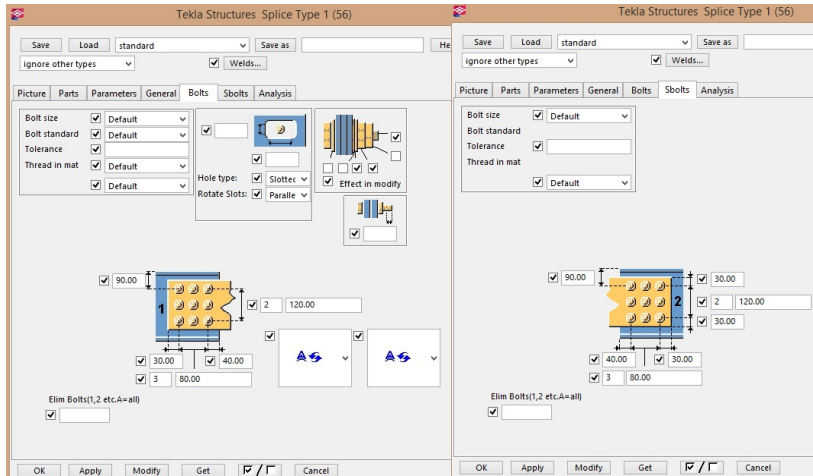 Tekla Structures Splice Type 1 (56)
Save Load standard Save as He
ignore other types Welds...
Picture Parts Parameters General Bolts Sbolts Analysis
Bolt size Default
Bolt standard Default
Tolerance
Thread in mat Default
Default
Hole type: Slottec
Rotate Slots: Paralle
Effect in modify
90.00
1
2 120.00
30.00 40.00
3 80.00
Elim Bolts(1,2 etc.A=all)
OK Apply Modify Get / Cancel
Tekla Structures Splice Type 1 (56)
Save Load standard Save as
ignore other types Welds...
Picture Parts Parameters General Bolts Sbolts Analysis
Bolt size Default
Bolt standard
Tolerance
Thread in mat
Default
90.00 30.00
2
2 120.00
30.00
40.00 30.00
3 80.00
Elim Bolts(1,2 etc.A=all)
OK Apply Modify Get / Cancel